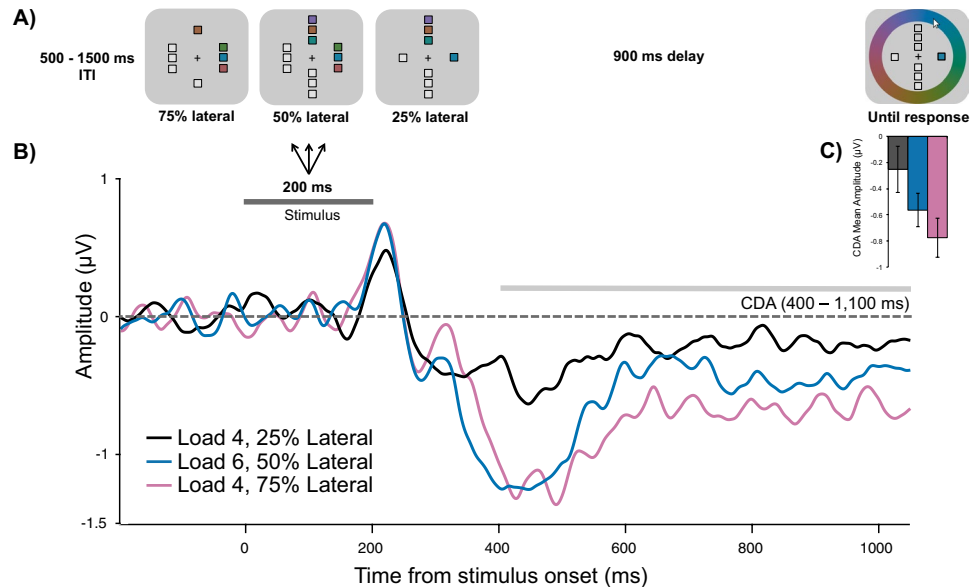 A)
500 - 1500 ms
ITI
75% lateral
50% lateral
25% lateral
900 ms delay
Until response
B)
200 ms
Stimulus
C)
CDA Mean Amplitude (µV)
0
-0.2
-0.4
-0.6
-0.8
-1
Amplitude (µV)
1
0
-1
-1.5
CDA (400 – 1,100 ms)
Load 4, 25% Lateral
Load 6, 50% Lateral
Load 4, 75% Lateral
0 200 400 600 800 1000
Time from stimulus onset (ms)